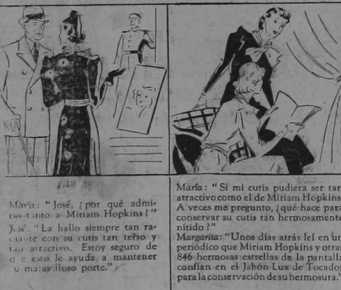 María: "José, ¿por qué admi-
ras tanto a Miriam Hopkins?"
José: "La hallo siempre tan ra-
diante con su cutis tan terso y
tan atractivo. Estoy seguro de
que esto le ayuda a mantener
su maravilloso porte."
María: "Si mi cutis pudiera ser tan
atractivo como el de Miriam Hopkins.
A veces me pregunto, ¿qué hace para
conservar su cutis tan hermosamente
nítido?"
Margarita: "Unos días atrás leí en un
periódico que Miriam Hopkins y otras
846 hermosas estrellas de la pantalla
confían en el Jabón Lux de Tocador
para la conservación de su hermosura."